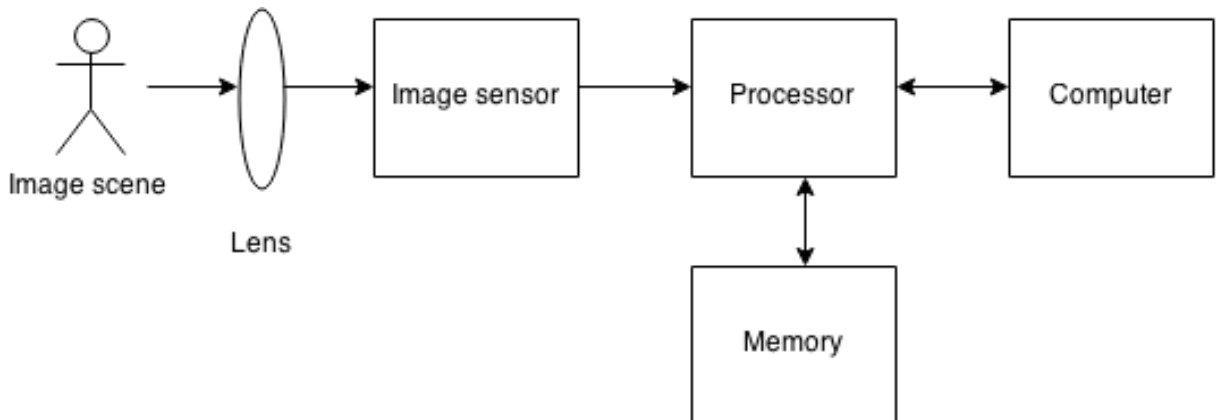 Image scene
Lens
Image sensor
Processor
Computer
Memory